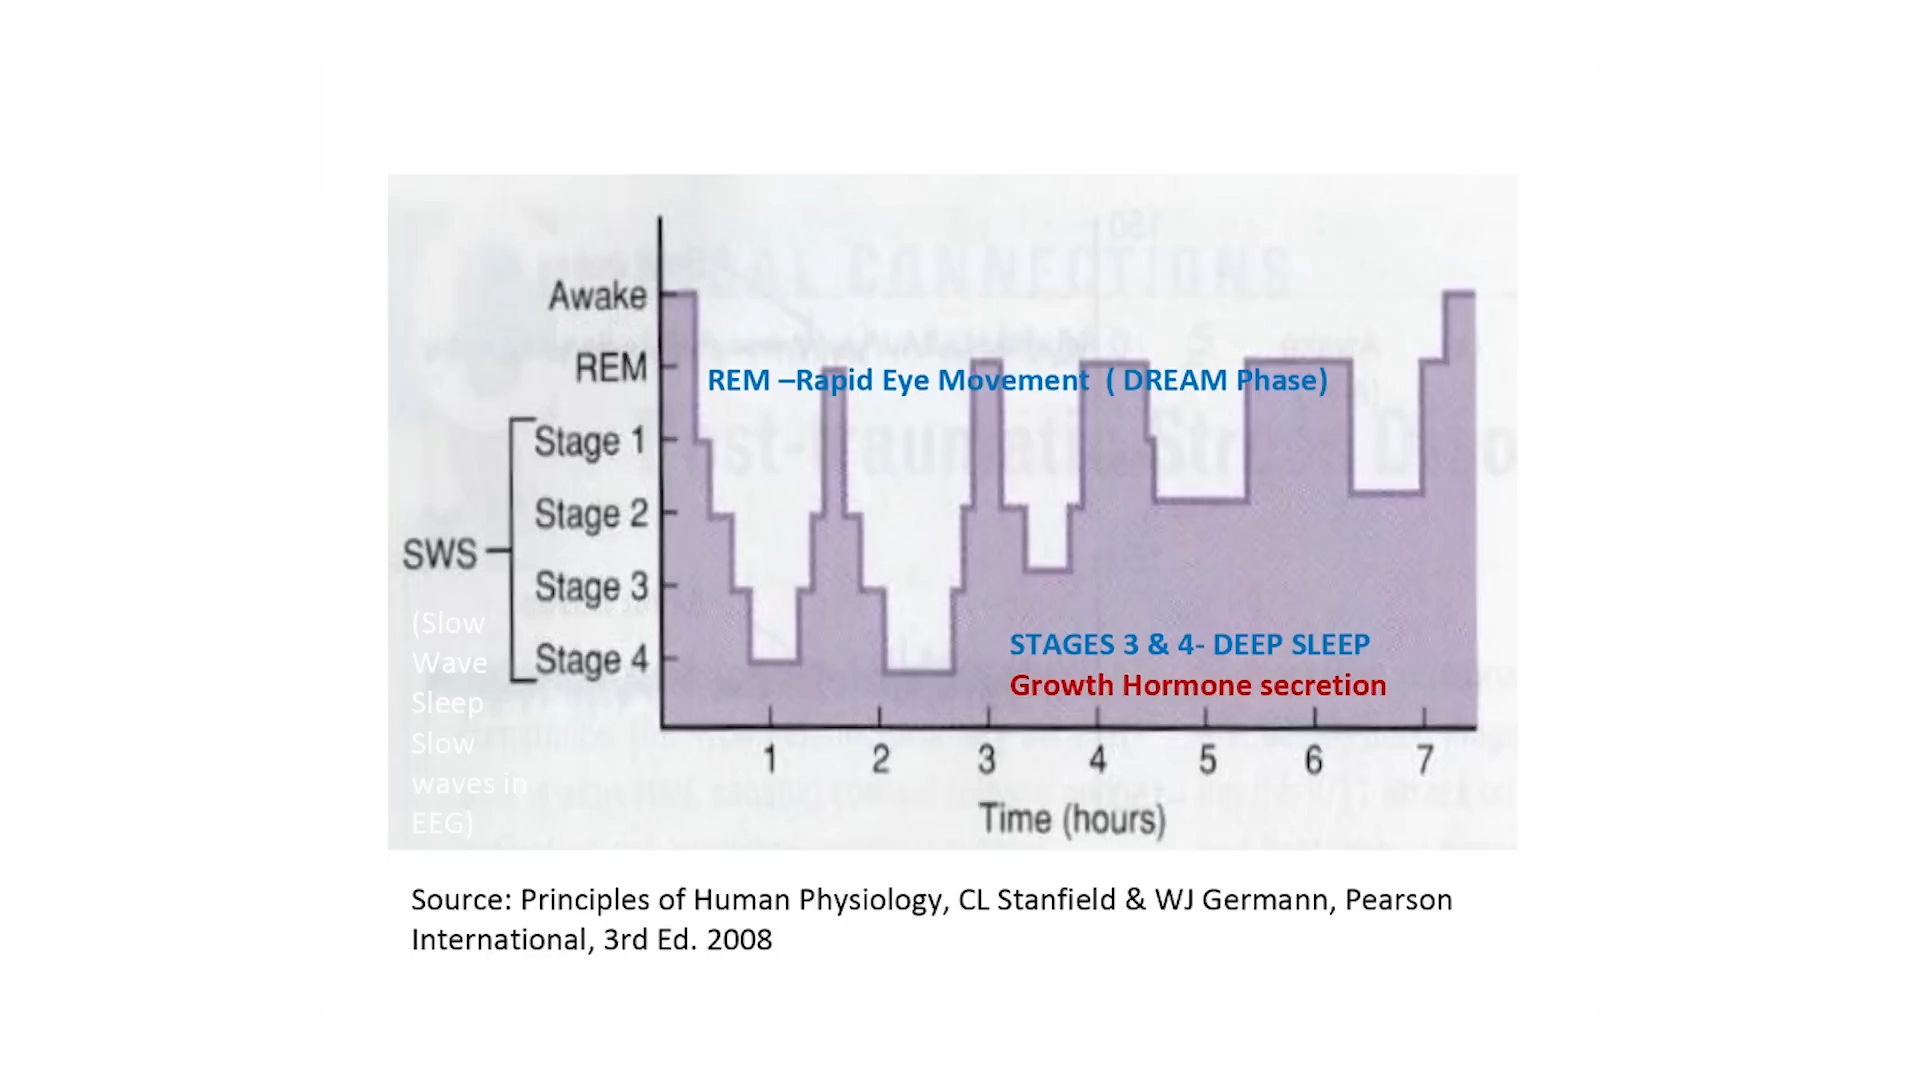 Awake
REM
REM –Rapid Eye Movement ( DREAM Phase)
Stage 1
Stage 2
SWS
Stage 3
(Slow
Wave
Sleep
Slow
waves in
EEG)
Stage 4
STAGES 3 & 4- DEEP SLEEP
Growth Hormone secretion
1 2 3 4 5 6 7
Time (hours)
Source: Principles of Human Physiology, CL Stanfield & WJ Germann, Pearson
International, 3rd Ed. 2008